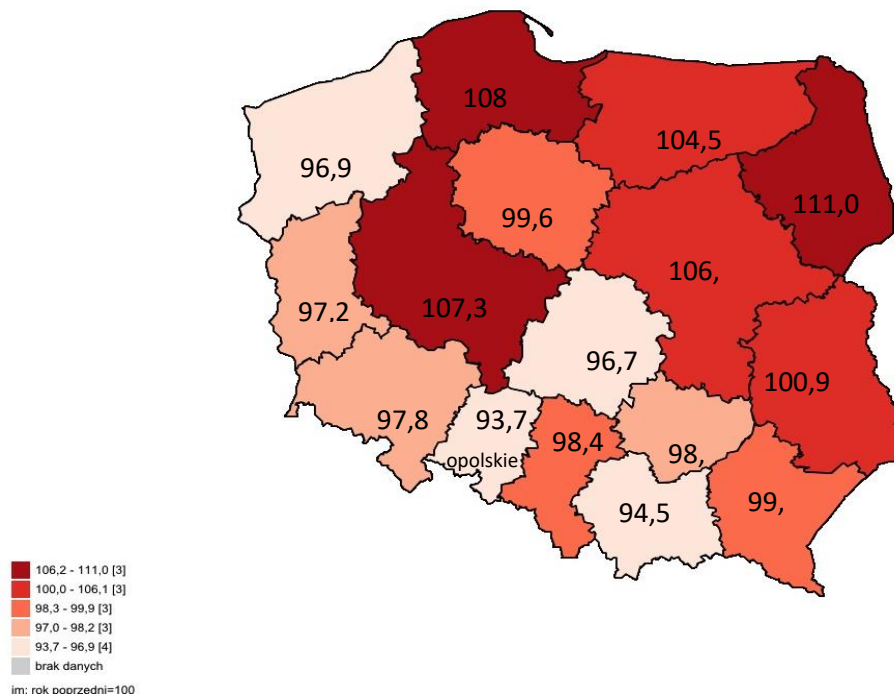 108
104,5
96,9
111,0
99,6
106,
97,2
107,3
96,7
100,9
97,8
93,7
98,4
98,
opolskie
99,
94,5
106,2 - 111,0 [3]
100,0 - 106,1 [3]
98,3 - 99,9 [3]
97,0 - 98,2 [3]
93,7 - 96,9 [4]
brak danych
jm: rok poprzedni=100